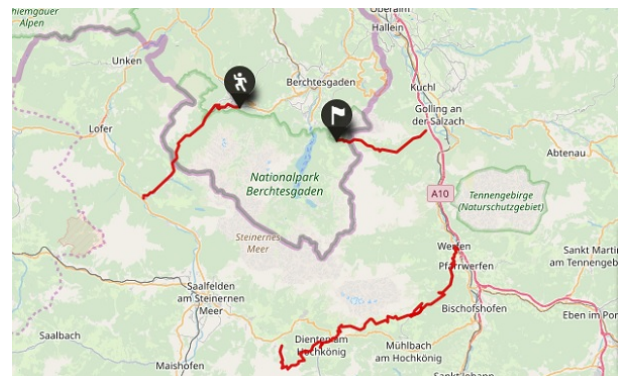 hiemgauer
Alpen
Unken
Oberalm
Hallein
Berchtesgaden
Kuchl
Golling an
der Salzach
Lofer
Abtenau
Nationalpark
Berchtesgaden
A10
Tennengebirge
(Naturschutzgebiet)
Steinernes
Meer
Werfen
Pfarrwerfen
Sankt Martin
am Tennengeb
Saalfelden
am Steinernen
Meer
Bischofshofen
Eben im Pon
Saalbach
Dienten am
Hochkönig
Mühlbach
am Hochkönig
Maishofen
Sankt Johann